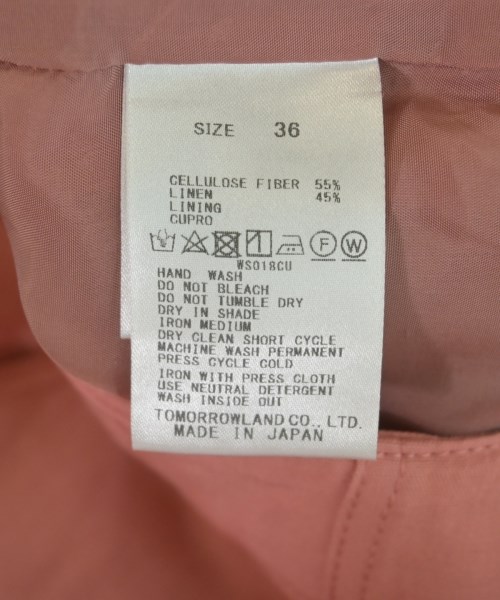 SIZE 36
CELLULOSE FIBER 55%
LINEN 45%
LINING
CUPRO
F W
WS018CU
HAND WASH
DO NOT BLEACH
DO NOT TUMBLE DRY
DRY IN SHADE
IRON MEDIUM
DRY CLEAN SHORT CYCLE
MACHINE WASH PERMANENT
PRESS CYCLE COLD
IRON WITH PRESS CLOTH
USE NEUTRAL DETERGENT
WASH INSIDE OUT
TOMORROWLAND CO., LTD.
MADE IN JAPAN